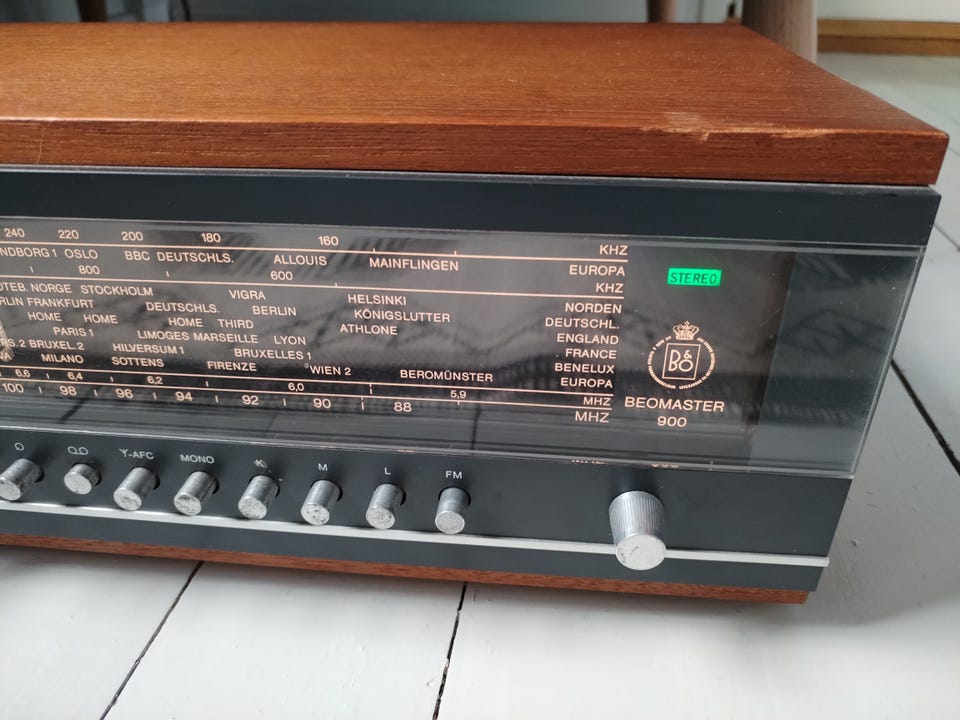 240 220 200 180 160 KHZ
NDBORG 1 OSLO BBC DEUTSCHLS. ALLOUIS MAINFLINGEN EUROPA
800 600 KHZ
STEREO
OTEB. NORGE STOCKHOLM VIGRA HELSINKI NORDEN
RLIN FRANKFURT DEUTSCHLS. BERLIN KÖNIGSLUTTER DEUTSCHL.
HOME HOME HOME THIRD ATHLONE ENGLAND
PARIS 1 LIMOGES MARSEILLE LYON FRANCE
S.2 BRUXEL.2 HILVERSUM 1 BRUXELLES 1 BENELUX
MILANO SOTTENS FIRENZE WIEN 2 BEROMÜNSTER EUROPA
6,6 6,4 6,2 6,0 5,9 MHZ
100 98 96 94 92 90 88 MHZ
B&O
BEOMASTER
900
Y-AFC MONO K M L FM